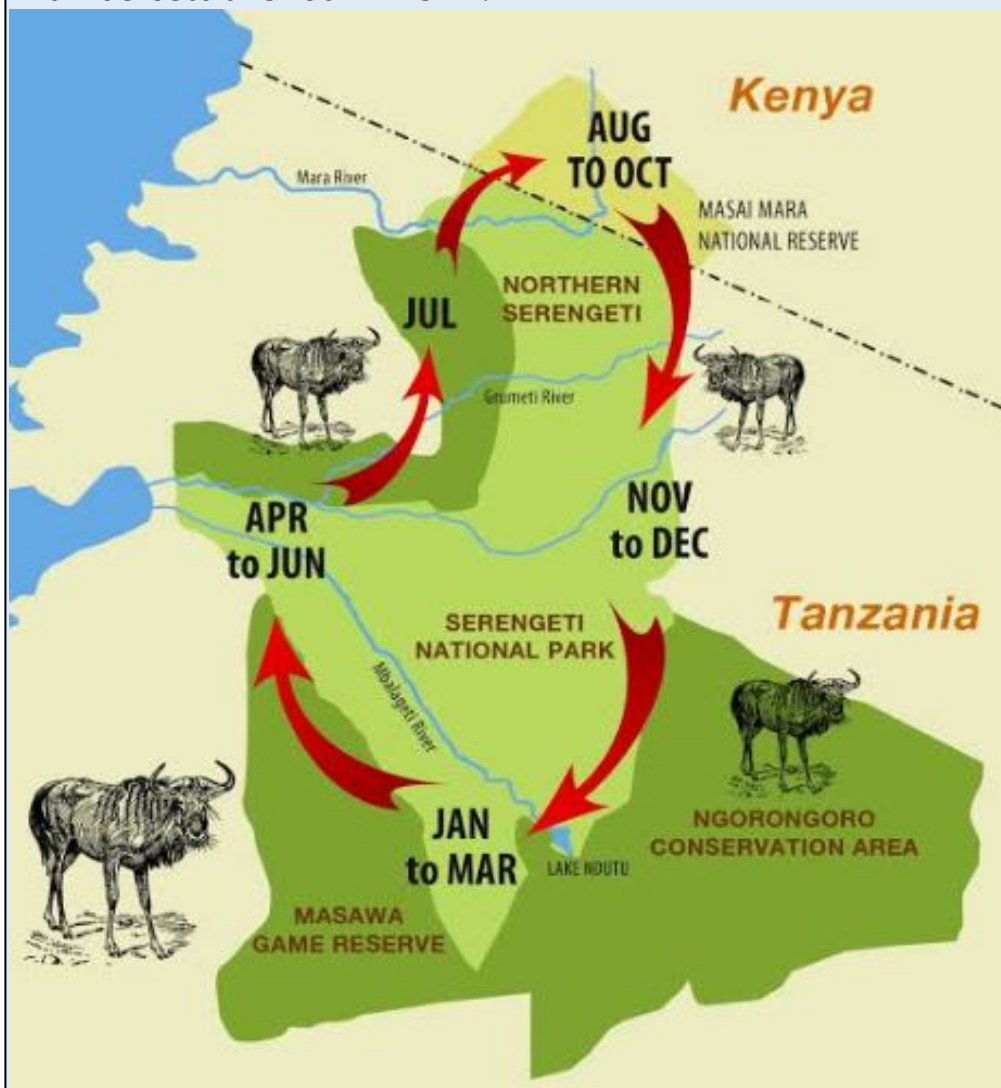 Kenya
AUG
TO OCT
Mara River
MASAI MARA
NATIONAL RESERVE
NORTHERN
SERENGETI
JUL
Grumeti River
NOV
to DEC
APR
to JUN
Tanzania
SERENGETI
NATIONAL PARK
Mbalageti River
NGORONGORO
CONSERVATION AREA
JAN
to MAR
LAKE NDUTU
MASAWA
GAME RESERVE